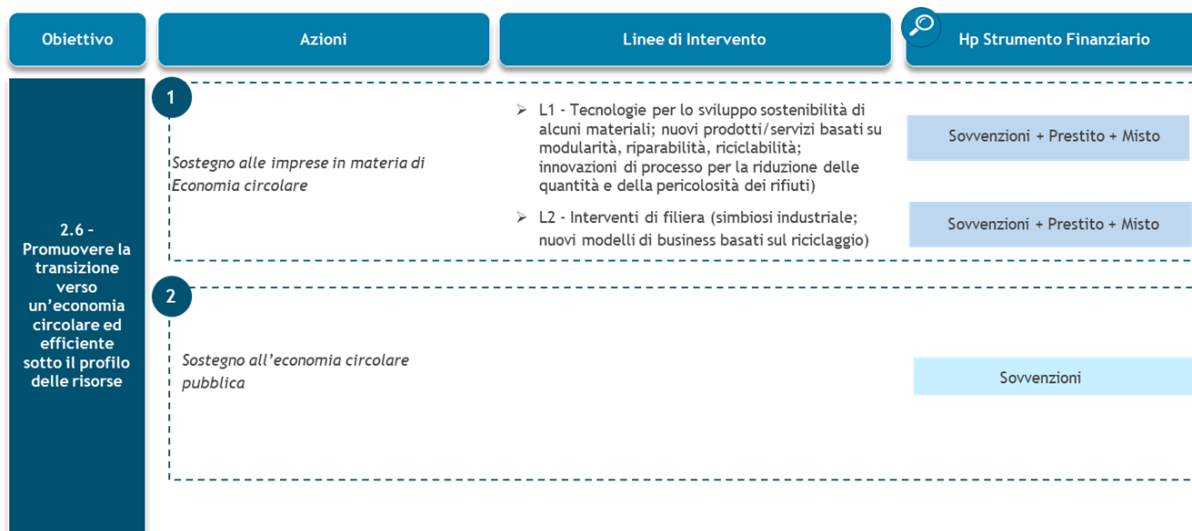 Obiettivo
Azioni
Linee di Intervento
Hp Strumento Finanziario
2.6 –
Promuovere la
transizione
verso
un'economia
circolare ed
efficiente
sotto il profilo
delle risorse
1
Sostegno alle imprese in materia di
Economia circolare
➢ L1 - Tecnologie per lo sviluppo sostenibilità di
alcuni materiali; nuovi prodotti/servizi basati su
modularità, riparabilità, riciclabilità;
innovazioni di processo per la riduzione delle
quantità e della pericolosità dei rifiuti)
Sovvenzioni + Prestito + Misto
➢ L2 - Interventi di filiera (simbiosi industriale;
nuovi modelli di business basati sul riciclaggio)
Sovvenzioni + Prestito + Misto
2
Sostegno all'economia circolare
pubblica
Sovvenzioni